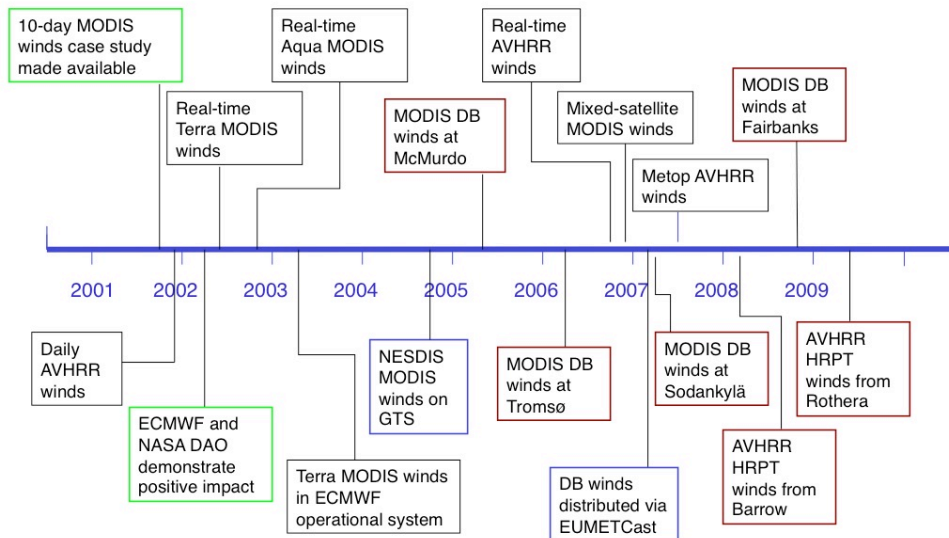 10-day MODIS
winds case study
made available
Real-time
Terra MODIS
winds
Real-time
Aqua MODIS
winds
MODIS DB
winds at
McMurdo
Real-time
AVHRR
winds
Mixed-satellite
MODIS winds
Metop AVHRR
winds
MODIS DB
winds at
Fairbanks
2001 2002 2003 2004 2005 2006 2007 2008 2009
Daily
AVHRR
winds
ECMWF and
NASA DAO
demonstrate
positive impact
Terra MODIS winds
in ECMWF
operational system
NESDIS
MODIS
winds on
GTS
MODIS DB
winds at
Tromsø
DB winds
distributed via
EUMETCast
MODIS DB
winds at
Sodankylä
AVHRR
HRPT
winds from
Barrow
AVHRR
HRPT
winds from
Rothera